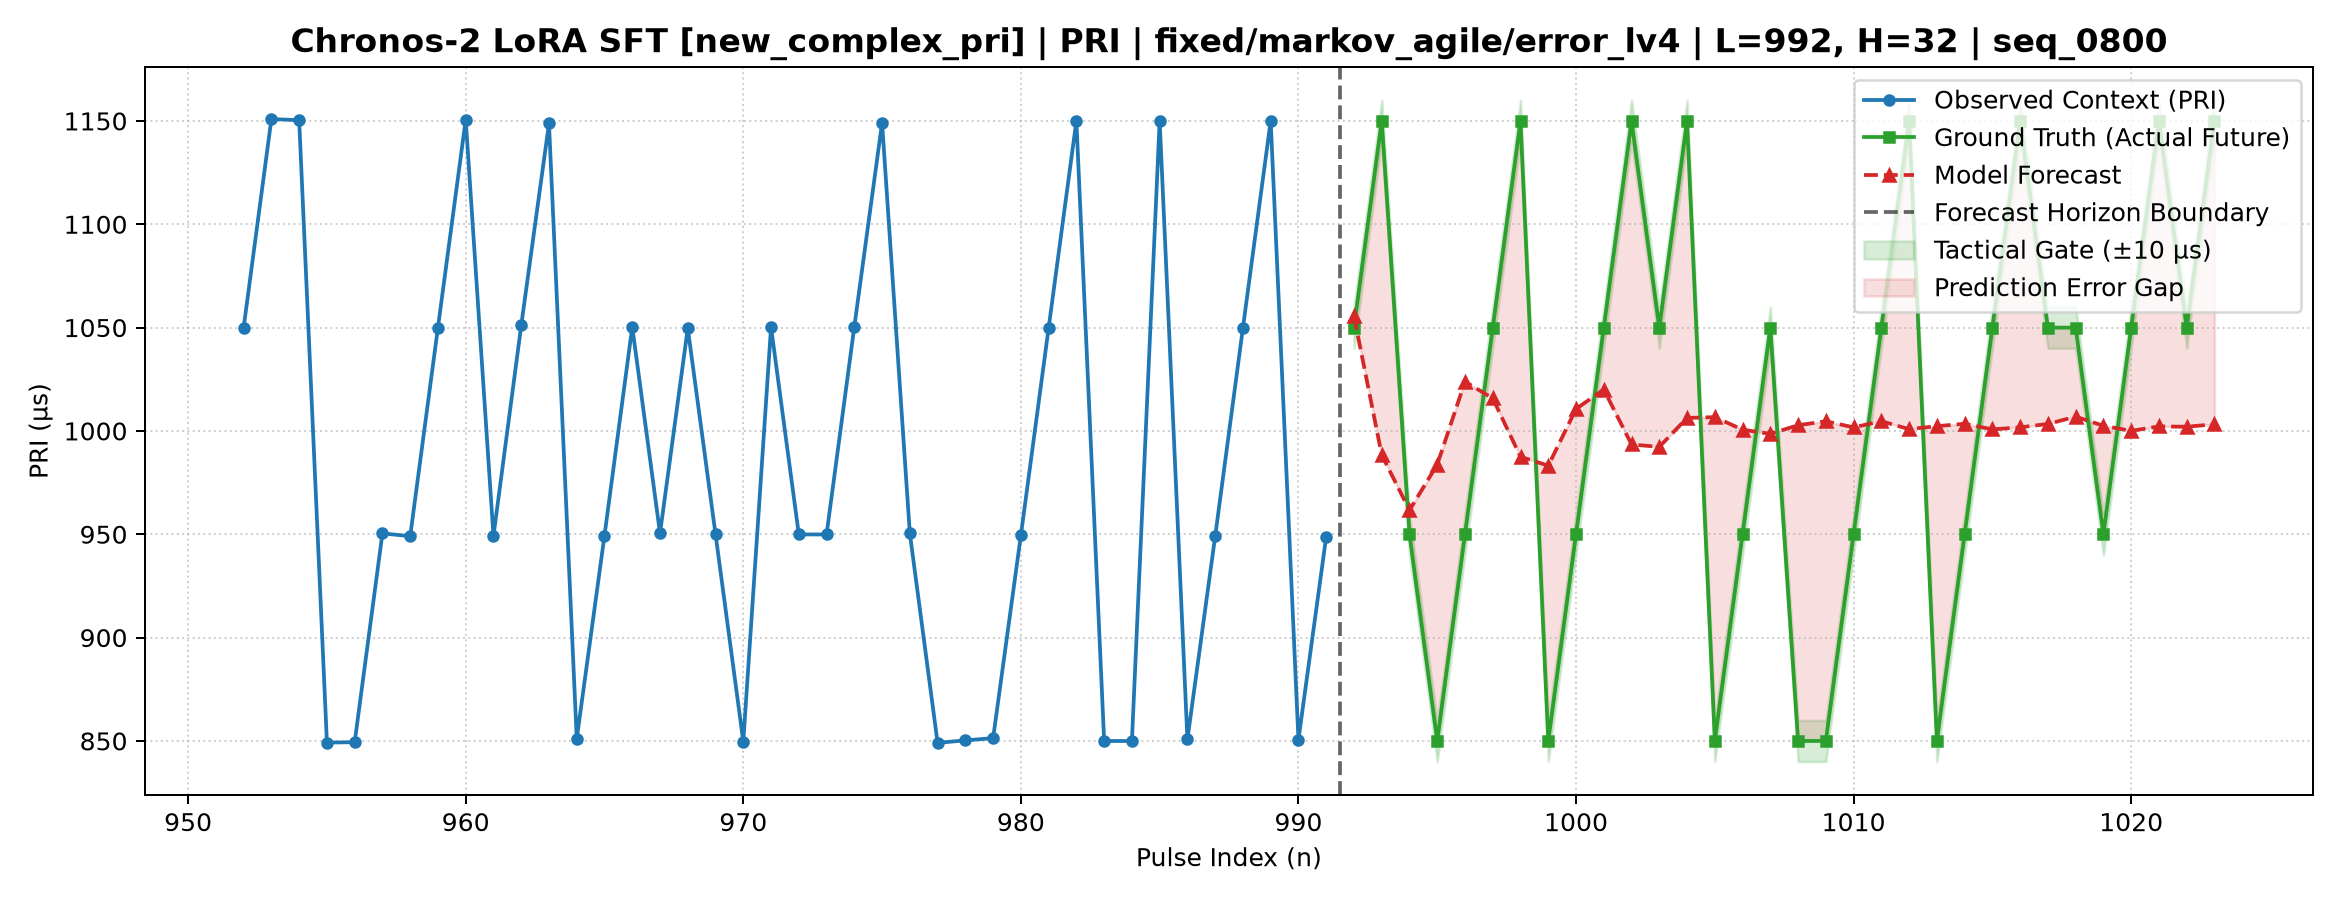 Chronos-2 LoRA SFT [new_complex_pri] | PRI | fixed/markov_agile/error_lv4 | L=992, H=32 | seq_0800
Observed Context (PRI)
Ground Truth (Actual Future)
Model Forecast
Forecast Horizon Boundary
Tactical Gate (±10 µs)
Prediction Error Gap
PRI (µs)
1150
1100
1050
1000
950
900
850
950 960 970 980 990 1000 1010 1020
Pulse Index (n)